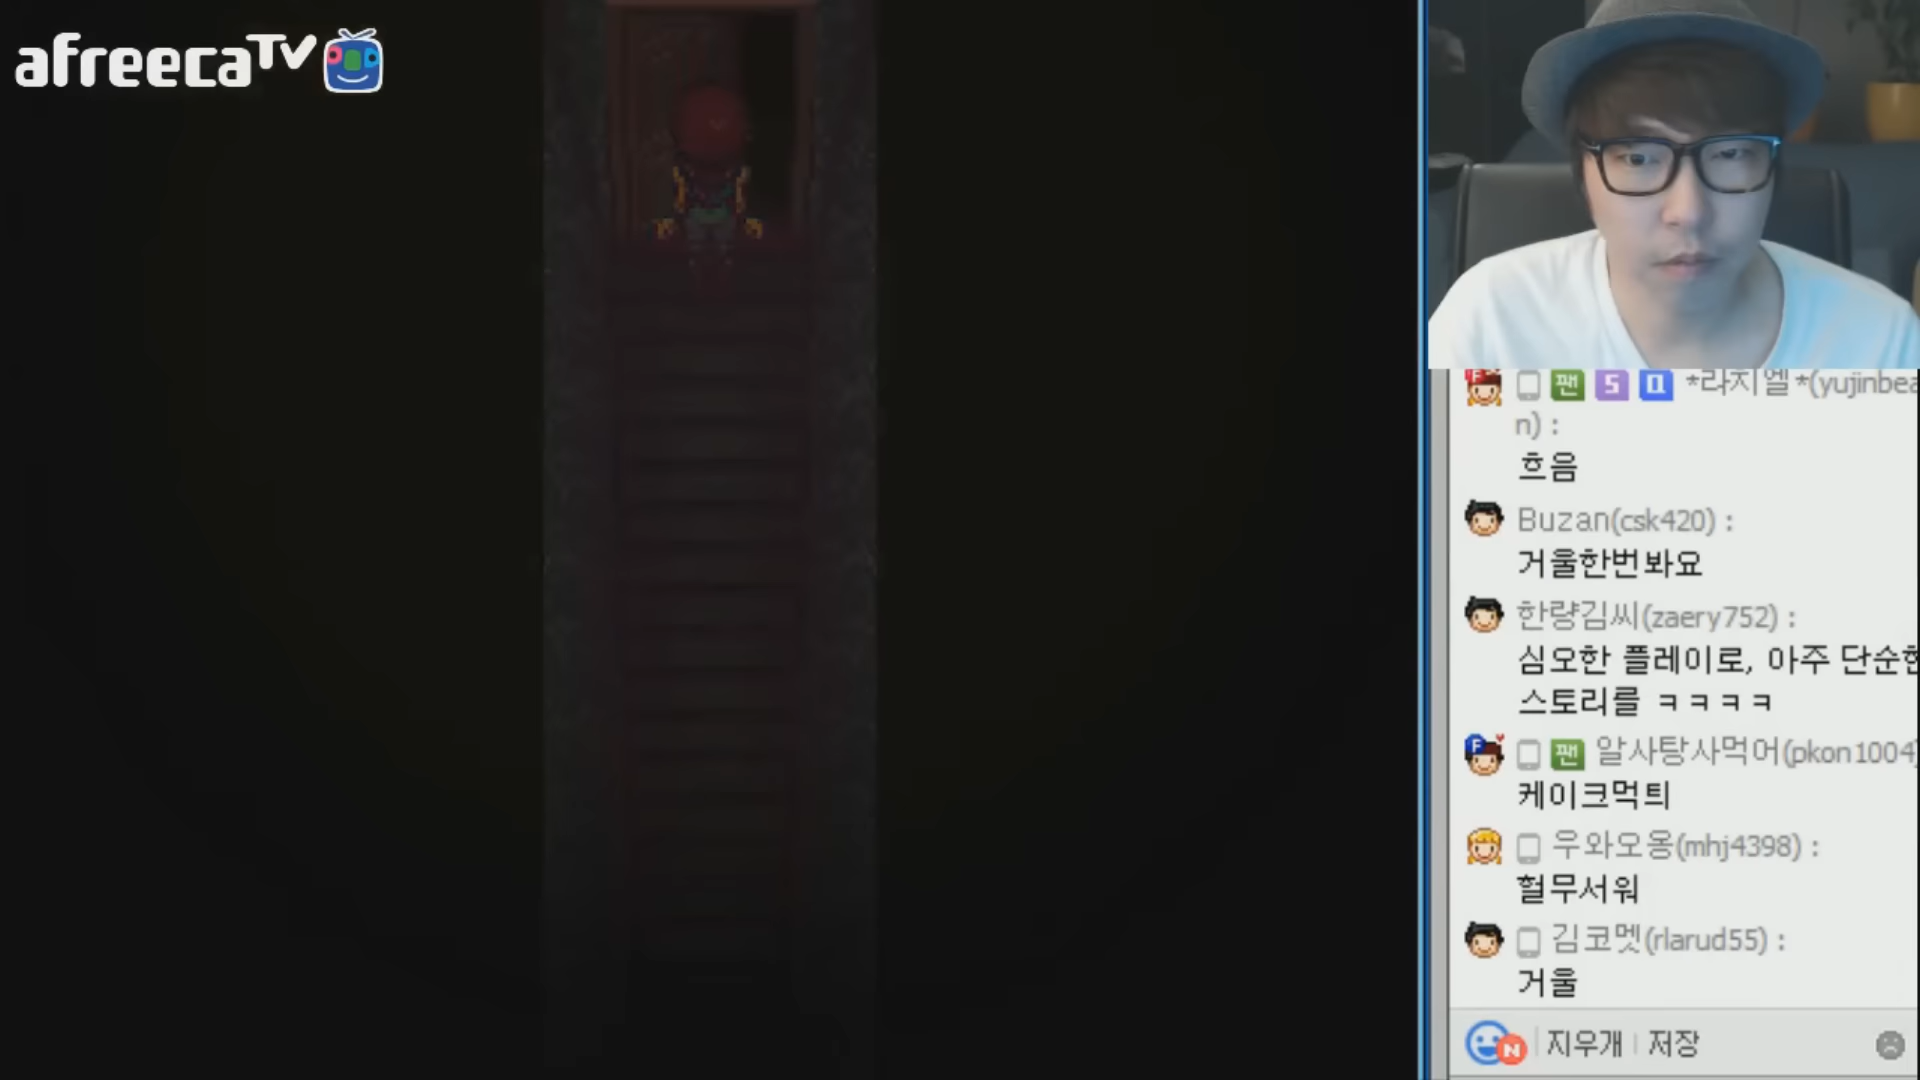 afreecaTV
팬 S *라지엘*(yujinbea
n) :
흐음
Buzan(csk420) :
거울한번봐요
한량김씨(zaery752) :
심오한 플레이로, 아주 단순한
스토리를 ㅋㅋㅋㅋ
팬 알사탕사먹어(pkon1004)
케이크먹틔
우와오옹(mhj4398) :
헐무서워
김코멧(rlarud55) :
거울
N 지우개 저장